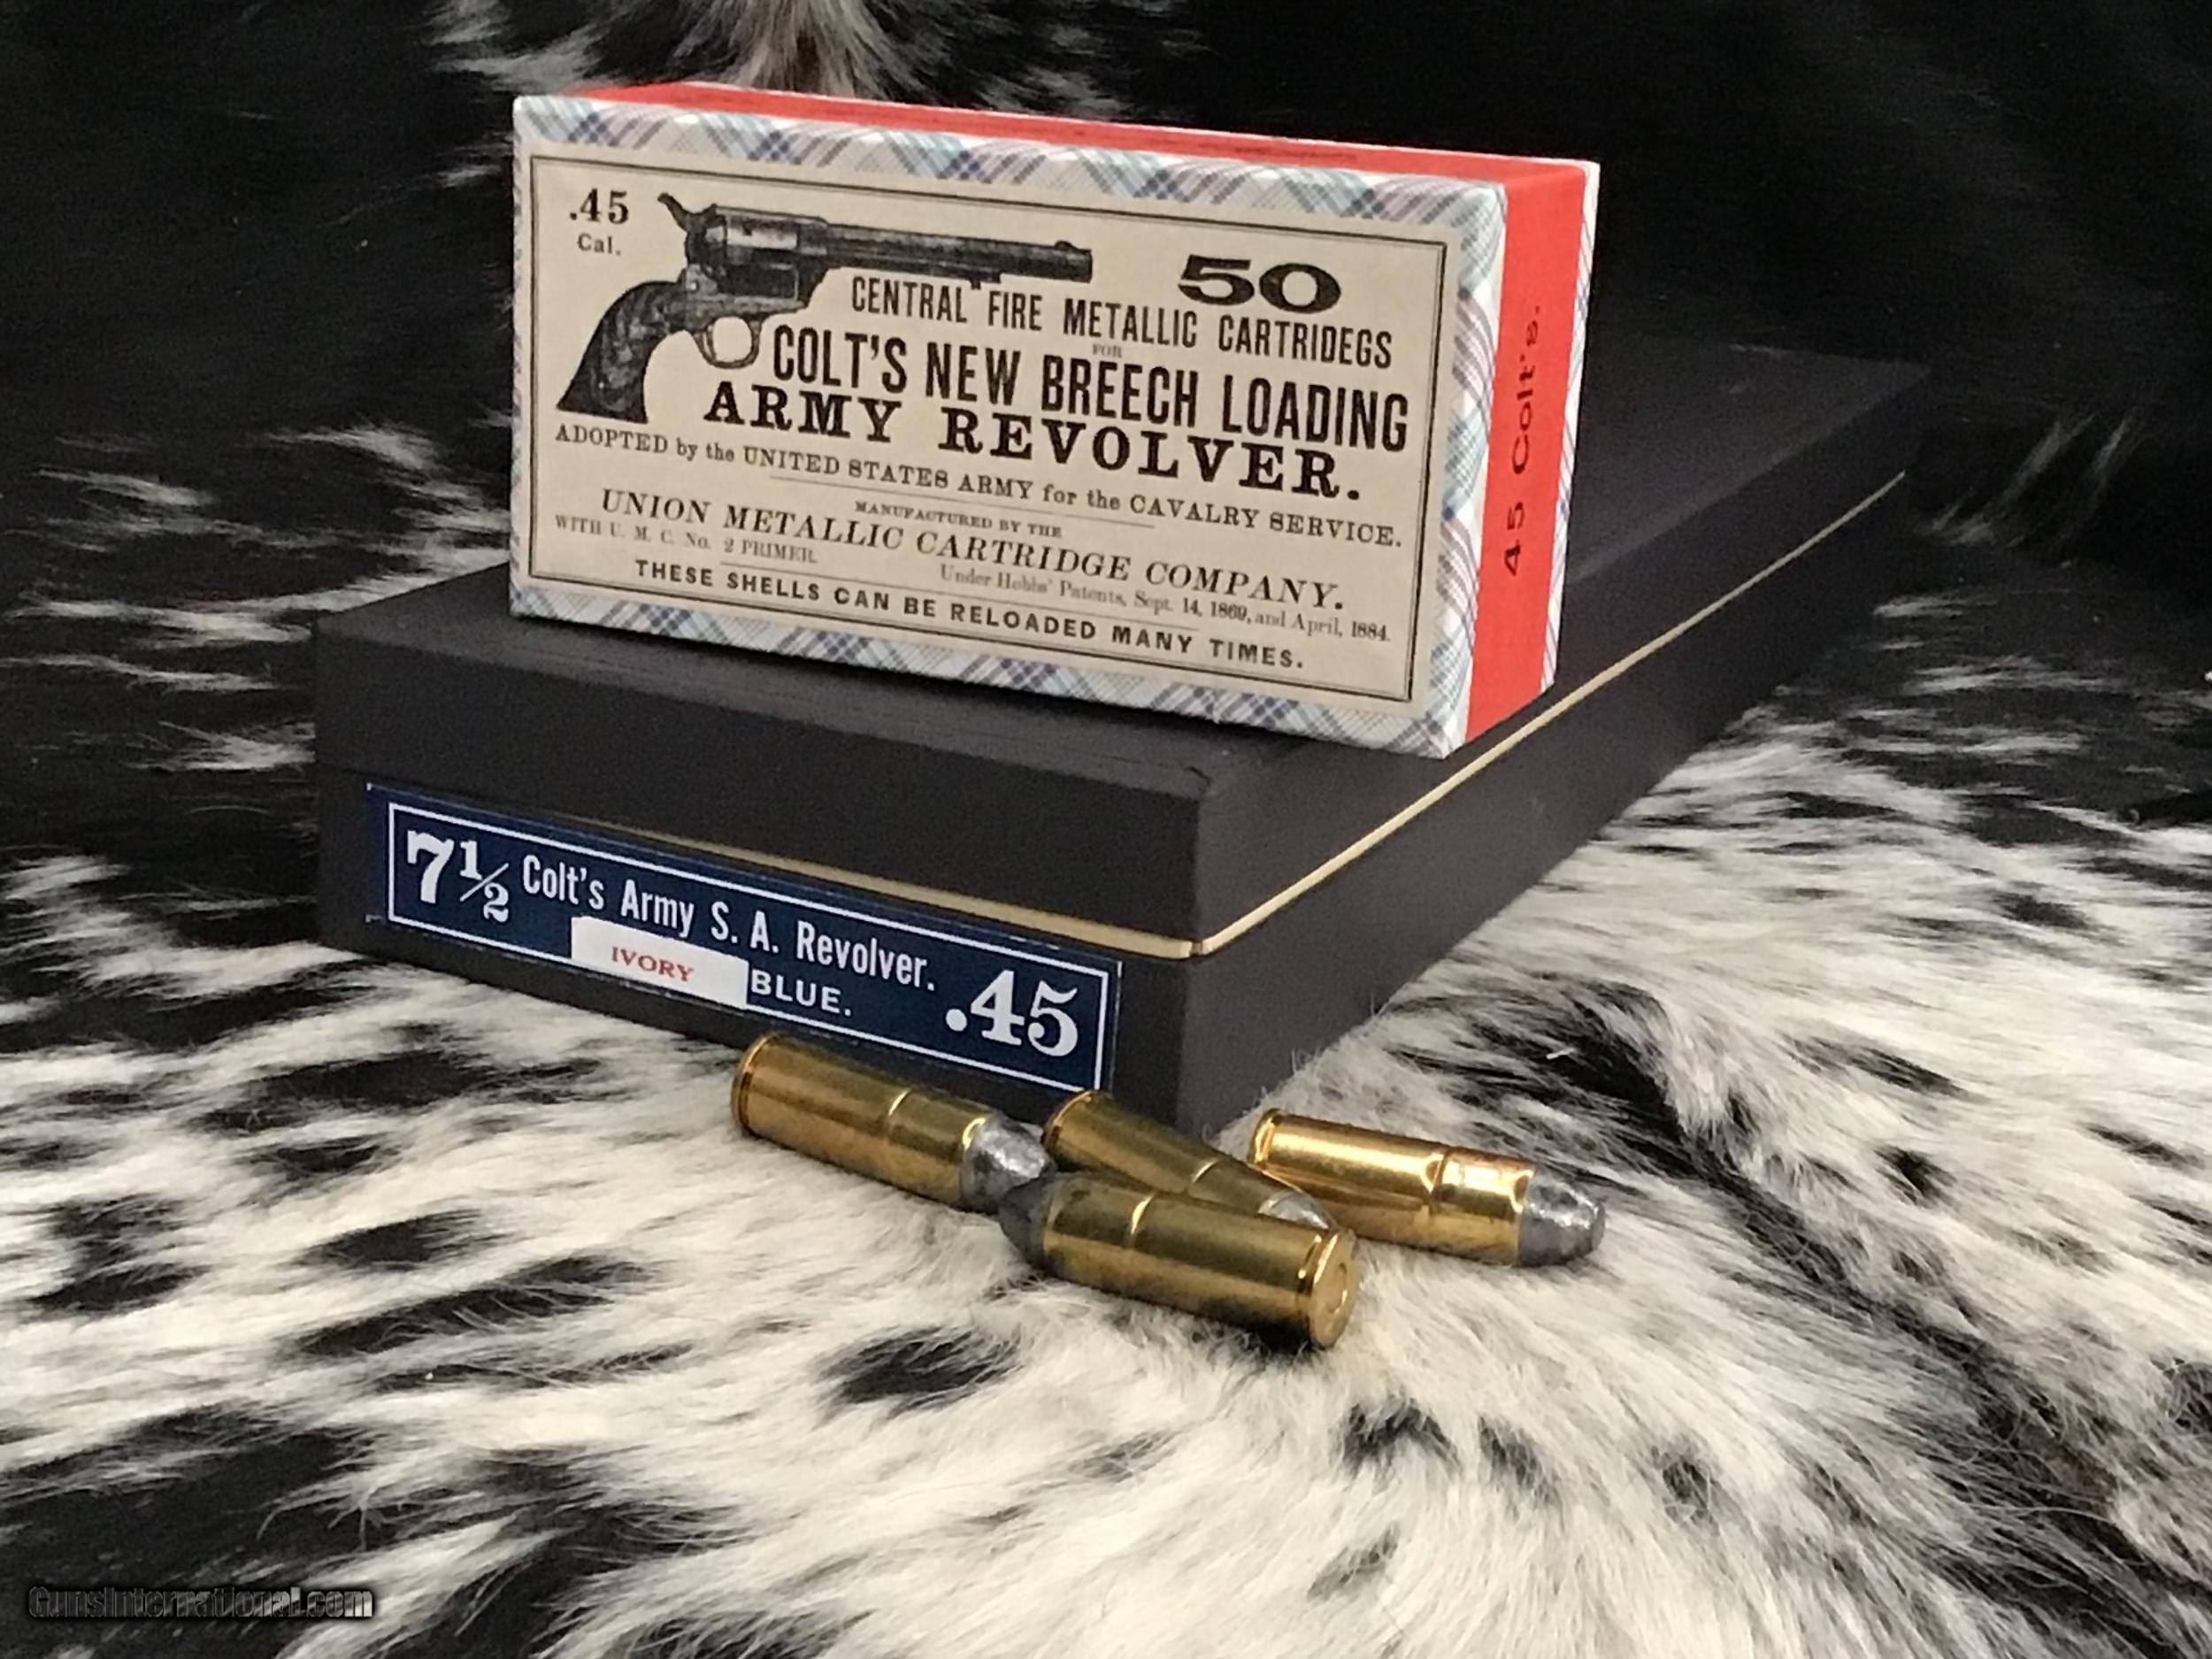 .45
Cal.
50
CENTRAL FIRE METALLIC CARTRIDEGS
FOR
COLT'S NEW BREECH LOADING
ARMY REVOLVER.
ADOPTED by the UNITED STATES ARMY for the CAVALRY SERVICE.
MANUFACTURED BY THE
UNION METALLIC CARTRIDGE COMPANY.
WITH U. M. C. No. 2 PRIMER.
Under Hobbs' Patents, Sept. 14, 1869, and April, 1884.
THESE SHELLS CAN BE RELOADED MANY TIMES.
45 Colt's.
7½ Colt's Army S. A. Revolver. .45
IVORY BLUE.
GunsInternational.com